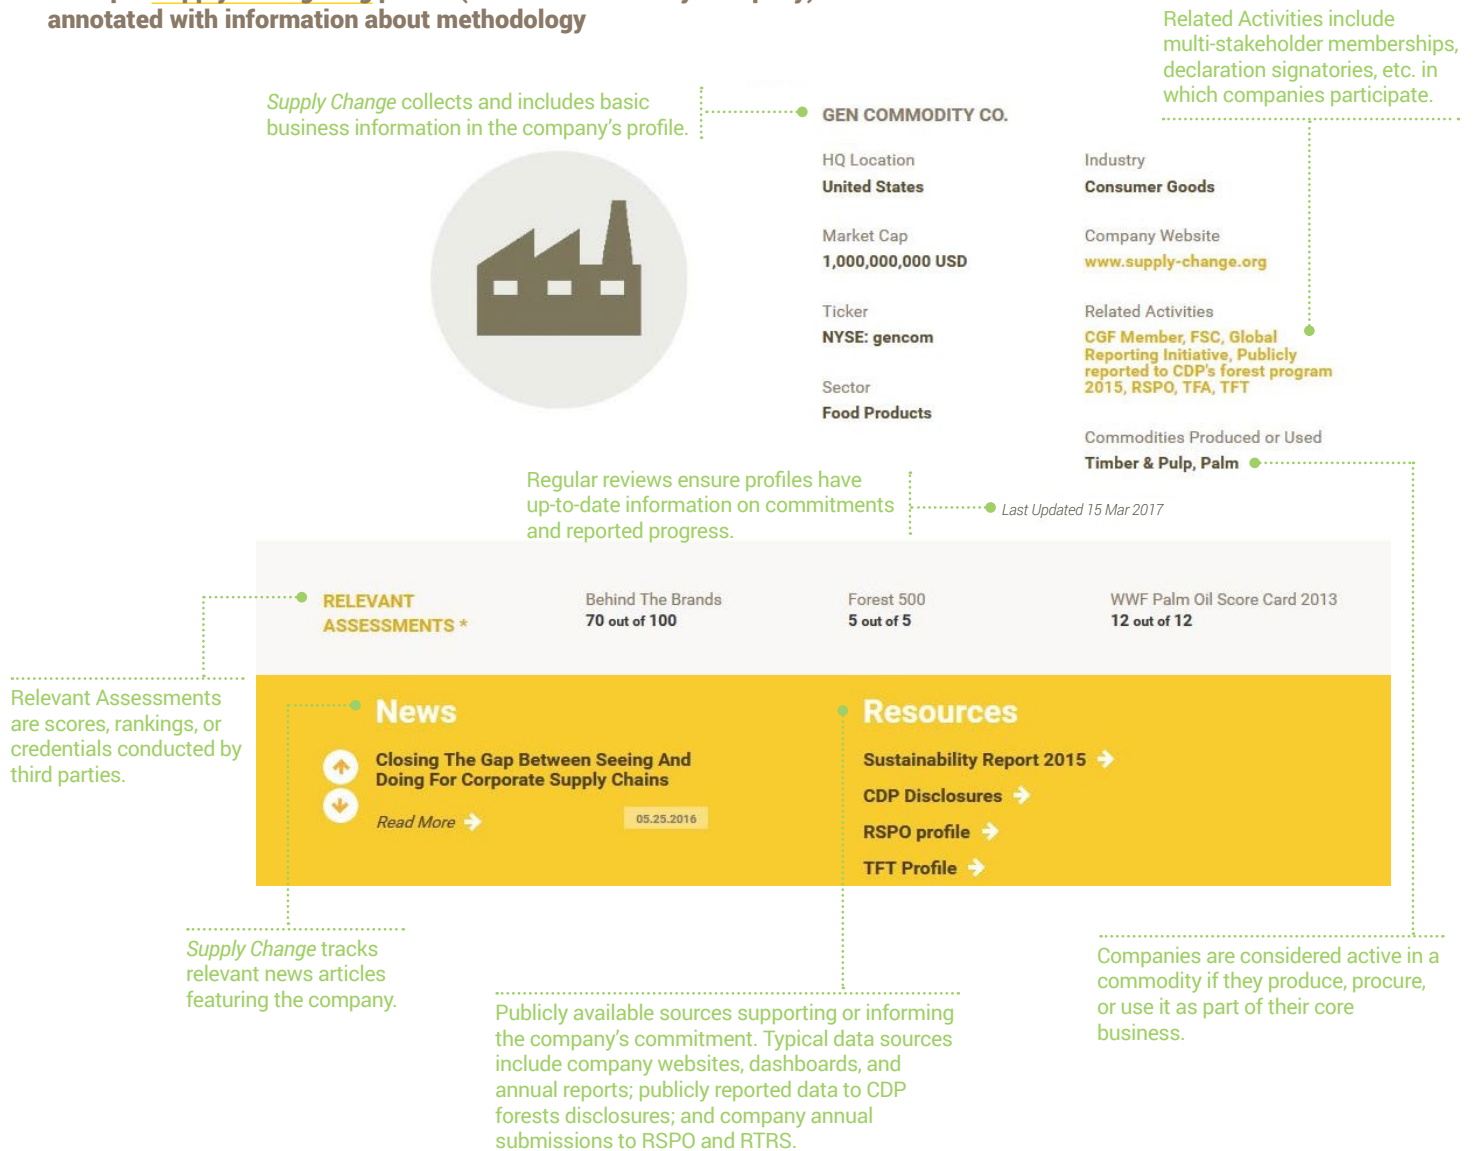 annotated with information about methodology
Related Activities include
multi-stakeholder memberships,
declaration signatories, etc. in
which companies participate.
Supply Change collects and includes basic
business information in the company's profile.
GEN COMMODITY CO.
HQ Location
United States
Industry
Consumer Goods
Market Cap
1,000,000,000 USD
Company Website
www.supply-change.org
Ticker
NYSE: gencom
Related Activities
CGF Member, FSC, Global
Reporting Initiative, Publicly
reported to CDP's forest program
2015, RSPO, TFA, TFT
Sector
Food Products
Commodities Produced or Used
Timber & Pulp, Palm
Regular reviews ensure profiles have
up-to-date information on commitments
and reported progress.
Last Updated 15 Mar 2017
RELEVANT
ASSESSMENTS *
Behind The Brands
70 out of 100
Forest 500
5 out of 5
WWF Palm Oil Score Card 2013
12 out of 12
Relevant Assessments
are scores, rankings, or
credentials conducted by
third parties.
News
Closing The Gap Between Seeing And
Doing For Corporate Supply Chains
Read More
05.25.2016
Resources
Sustainability Report 2015
CDP Disclosures
RSPO profile
TFT Profile
Supply Change tracks
relevant news articles
featuring the company.
Publicly available sources supporting or informing
the company's commitment. Typical data sources
include company websites, dashboards, and
annual reports; publicly reported data to CDP
forests disclosures; and company annual
submissions to RSPO and RTRS.
Companies are considered active in a
commodity if they produce, procure,
or use it as part of their core
business.